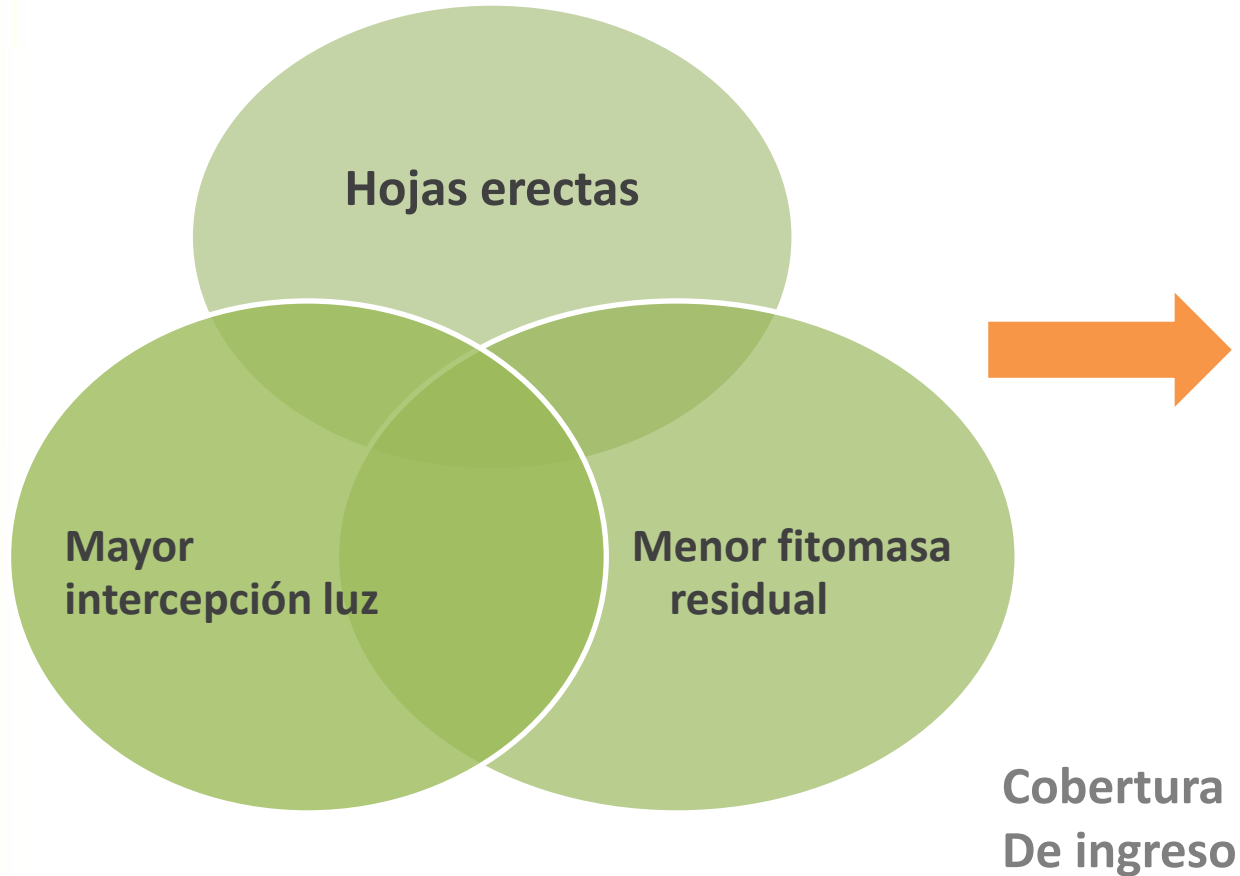 Hojas erectas
Mayor
intercepción luz
Menor fitomasa
residual
Cobertura
De ingreso